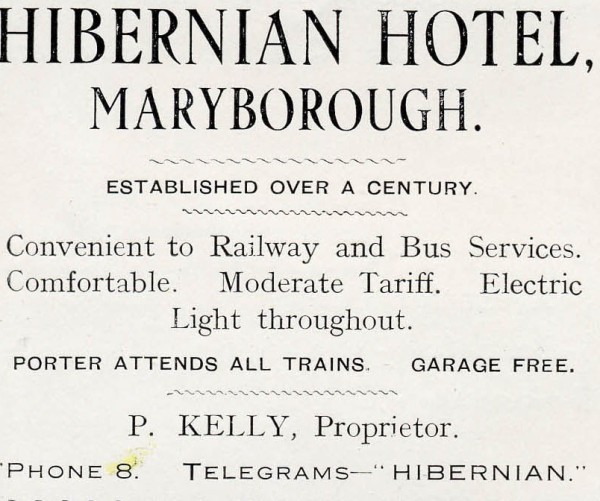 HIBERNIAN HOTEL,
MARYBOROUGH.
ESTABLISHED OVER A CENTURY.
Convenient to Railway and Bus Services.
Comfortable. Moderate Tariff. Electric
Light throughout.
PORTER ATTENDS ALL TRAINS. GARAGE FREE.
P. KELLY, Proprietor.
'PHONE 8. TELEGRAMS—"HIBERNIAN."